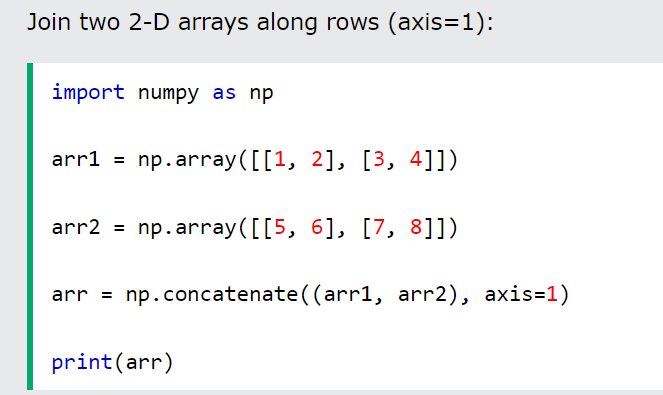 Join two 2-D arrays along rows (axis=1):
import numpy as np
arr1 = np.array([[1, 2], [3, 4]])
arr2 = np.array([[5, 6], [7, 8]])
arr = np.concatenate((arr1, arr2), axis=1)
print(arr)